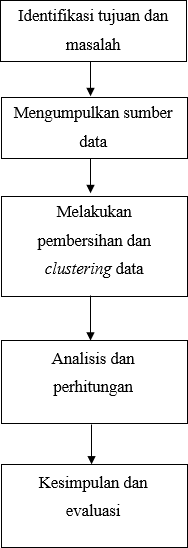 Identifikasi tujuan dan
masalah
Mengumpulkan sumber
data
Melakukan
pembersihan dan
clustering data
Analisis dan
perhitungan
Kesimpulan dan
evaluasi